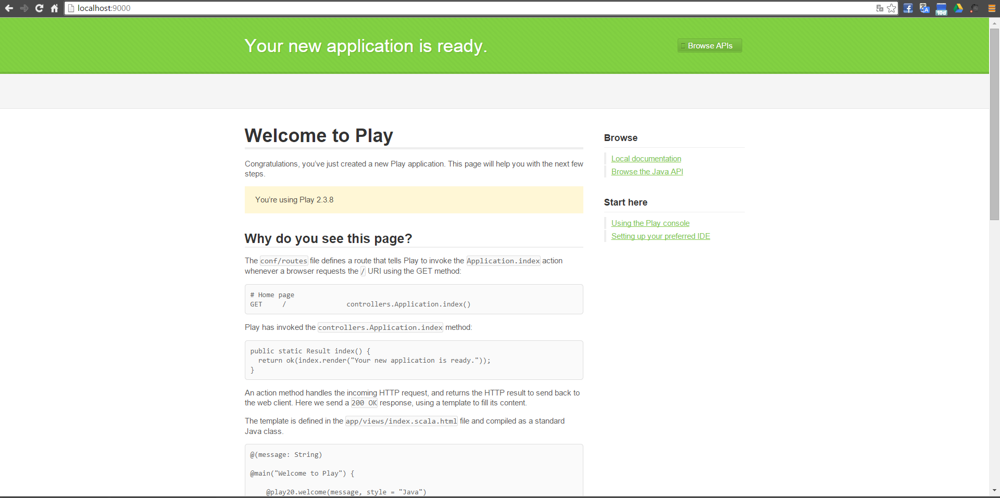 localhost:9000
10d
Your new application is ready.
Browse APIs
Welcome to Play
Congratulations, you’ve just created a new Play application. This page will help you with the next few
steps.
You’re using Play 2.3.8
Why do you see this page?
The conf/routes file defines a route that tells Play to invoke the Application.index action
whenever a browser requests the / URI using the GET method:
# Home page
GET     /               controllers.Application.index()
Play has invoked the controllers.Application.index method:
public static Result index() {
  return ok(index.render("Your new application is ready."));
}
An action method handles the incoming HTTP request, and returns the HTTP result to send back to
the web client. Here we send a 200 OK response, using a template to fill its content.
The template is defined in the app/views/index.scala.html file and compiled as a standard
Java class.
@(message: String)
@main("Welcome to Play") {
    @play20.welcome(message, style = "Java")
Browse
Local documentation
Browse the Java API
Start here
Using the Play console
Setting up your preferred IDE